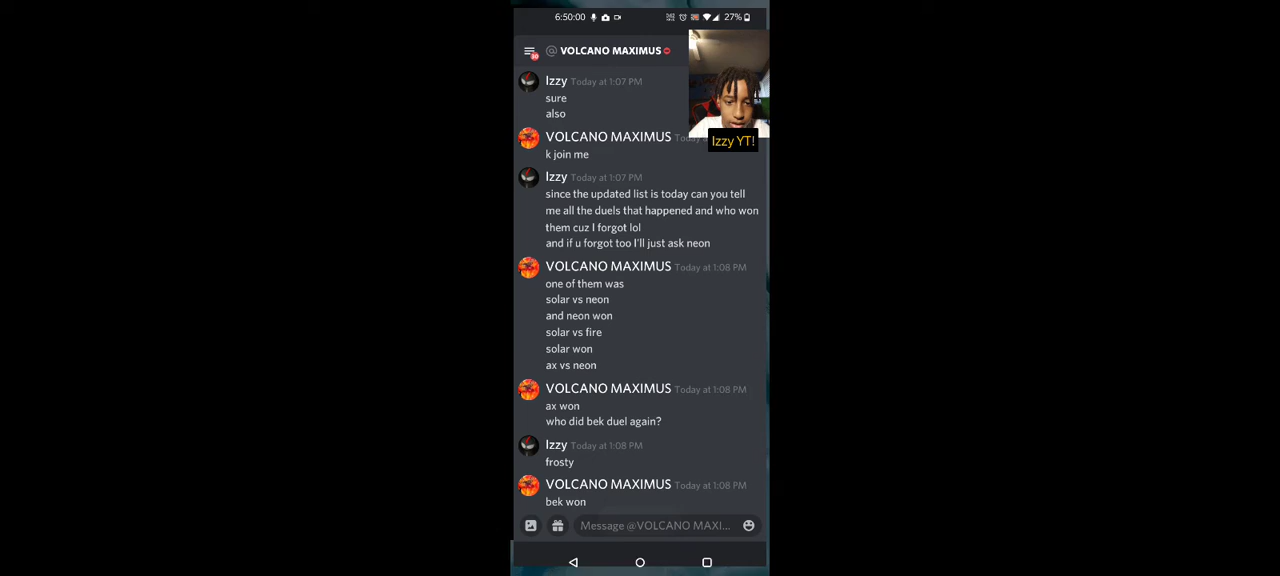 6:50:00
27%
30
@ VOLCANO MAXIMUS
Izzy Today at 1:07 PM
sure
also
VOLCANO MAXIMUS Today
k join me
Izzy YT!
Izzy Today at 1:07 PM
since the updated list is today can you tell
me all the duels that happened and who won
them cuz I forgot lol
and if u forgot too I'll just ask neon
VOLCANO MAXIMUS Today at 1:08 PM
one of them was
solar vs neon
and neon won
solar vs fire
solar won
ax vs neon
VOLCANO MAXIMUS Today at 1:08 PM
ax won
who did bek duel again?
Izzy Today at 1:08 PM
frosty
VOLCANO MAXIMUS Today at 1:08 PM
bek won
Message @VOLCANO MAXI...